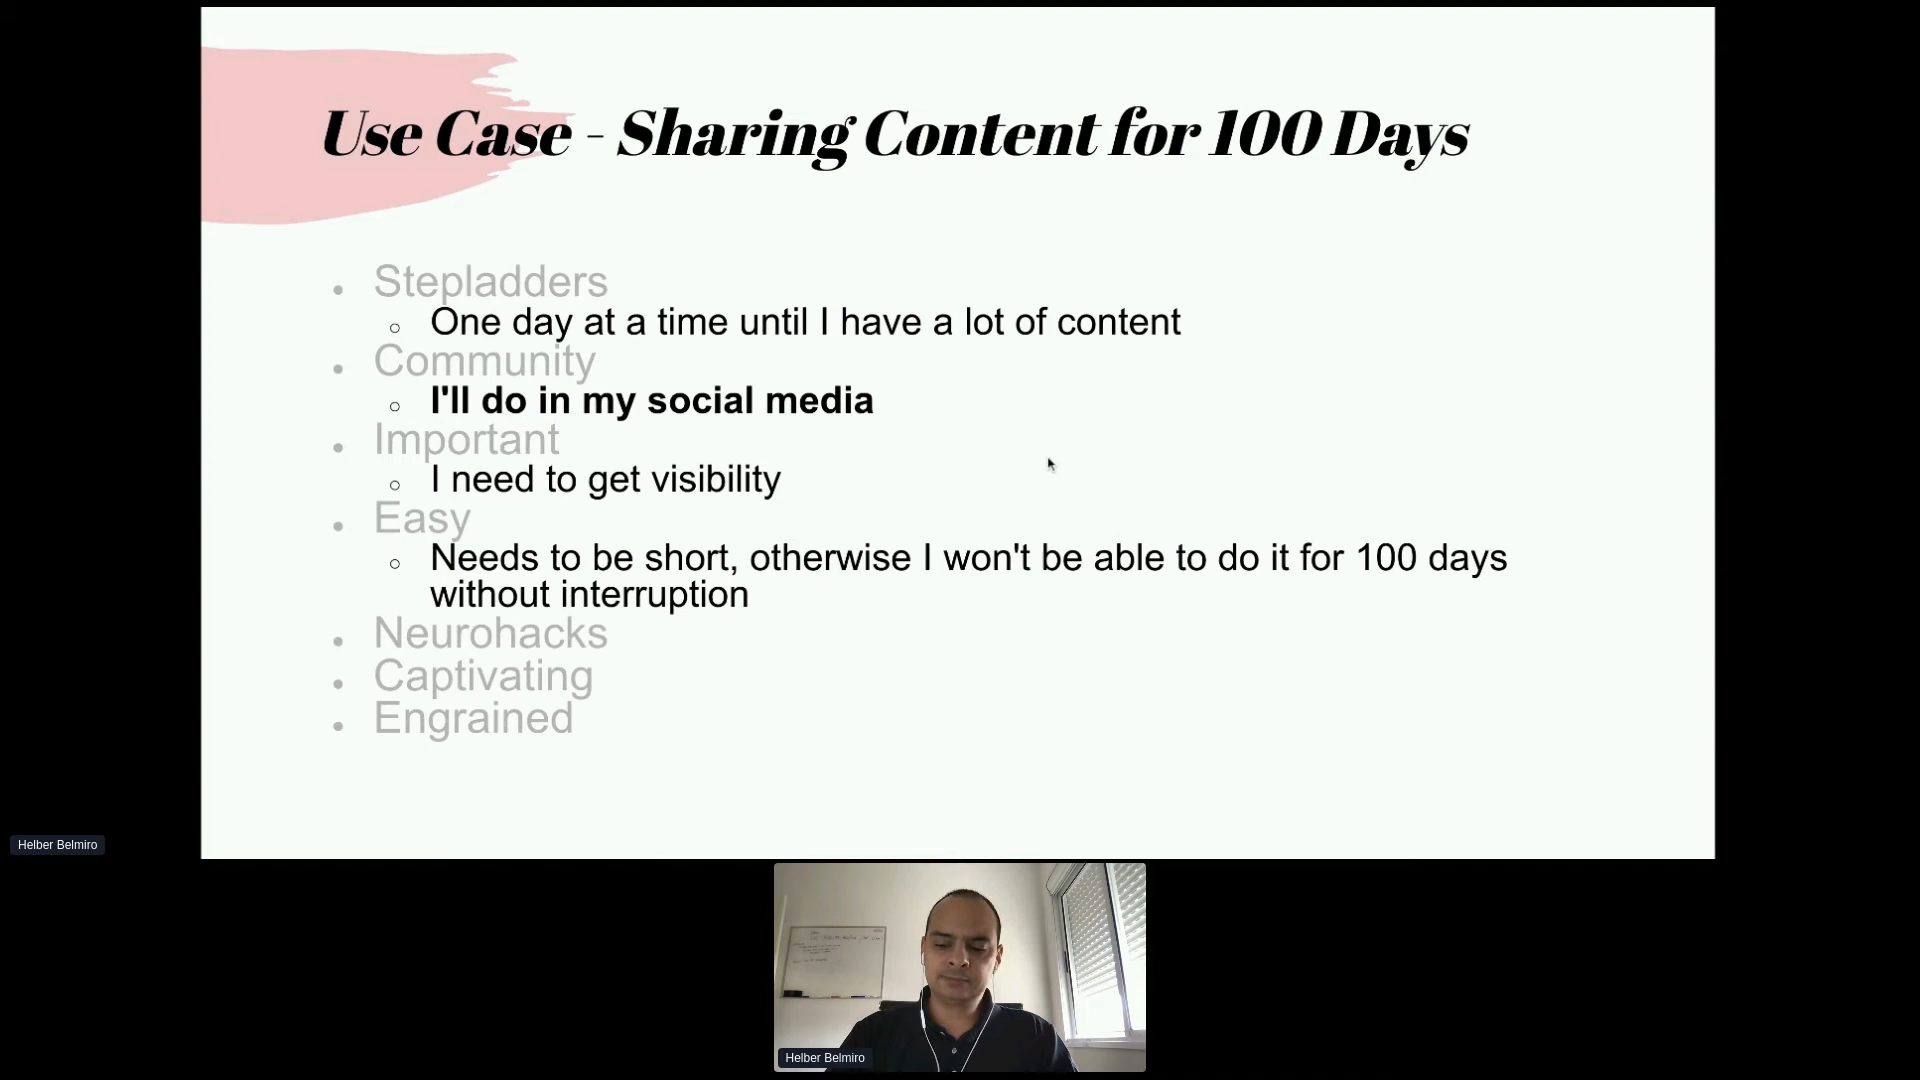 Use Case - Sharing Content for 100 Days
Stepladders
One day at a time until I have a lot of content
Community
I'll do in my social media
Important
I need to get visibility
Easy
Needs to be short, otherwise I won't be able to do it for 100 days
without interruption
Neurohacks
Captivating
Engrained
Helber Belmiro
Helber Belmiro